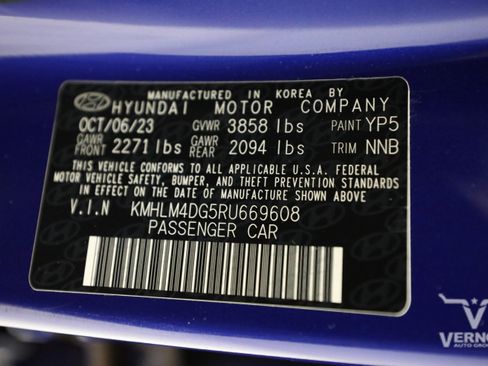 MANUFACTURED IN KOREA BY
HYUNDAI MOTOR COMPANY
OCT/06/23 GVWR 3858 lbs PAINT YP5
GAWR FRONT 2271 lbs GAWR REAR 2094 lbs TRIM NNB
THIS VEHICLE CONFORMS TO ALL APPLICABLE U.S.A. FEDERAL
MOTOR VEHICLE SAFETY, BUMPER, AND THEFT PREVENTION STANDARDS
IN EFFECT ON THE DATE OF MANUFACTURE SHOWN ABOVE
V.I.N KMHLM4DG5RU669608
PASSENGER CAR
AUTO